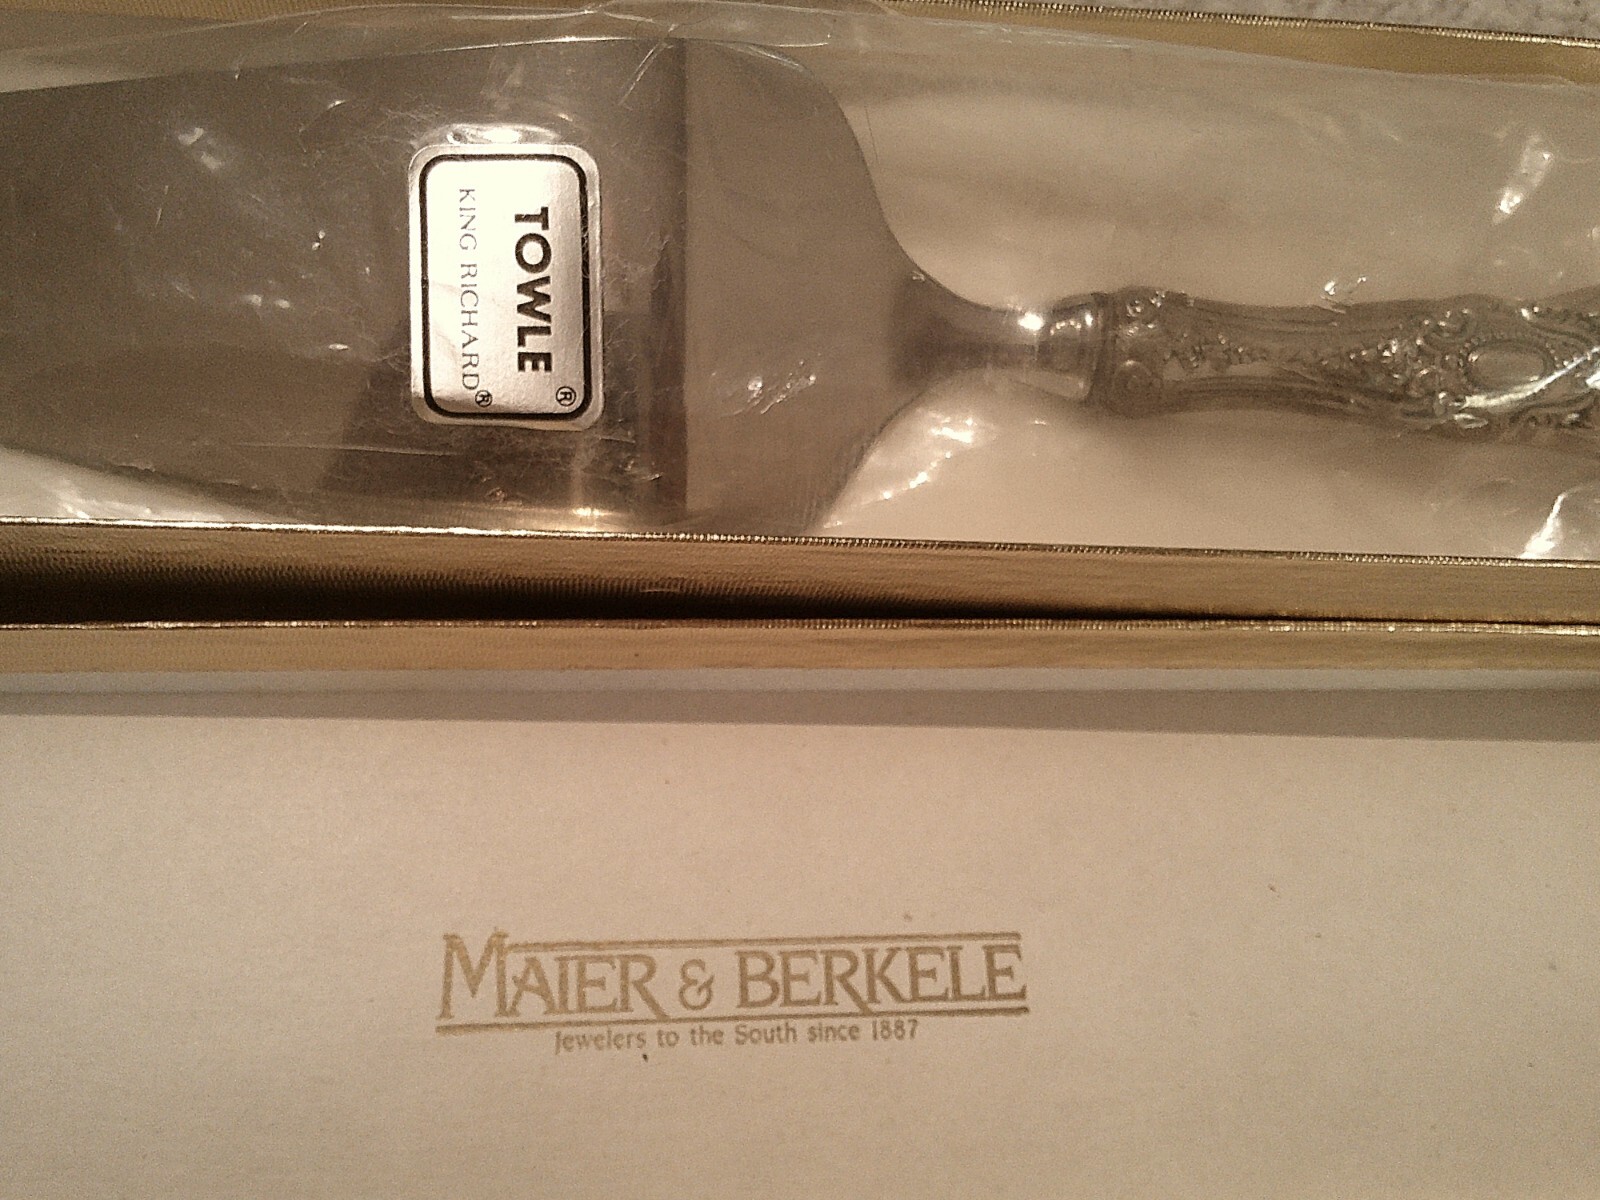 TOWLE®
KING RICHARD®
MAIER & BERKELE
Jewelers to the South since 1887